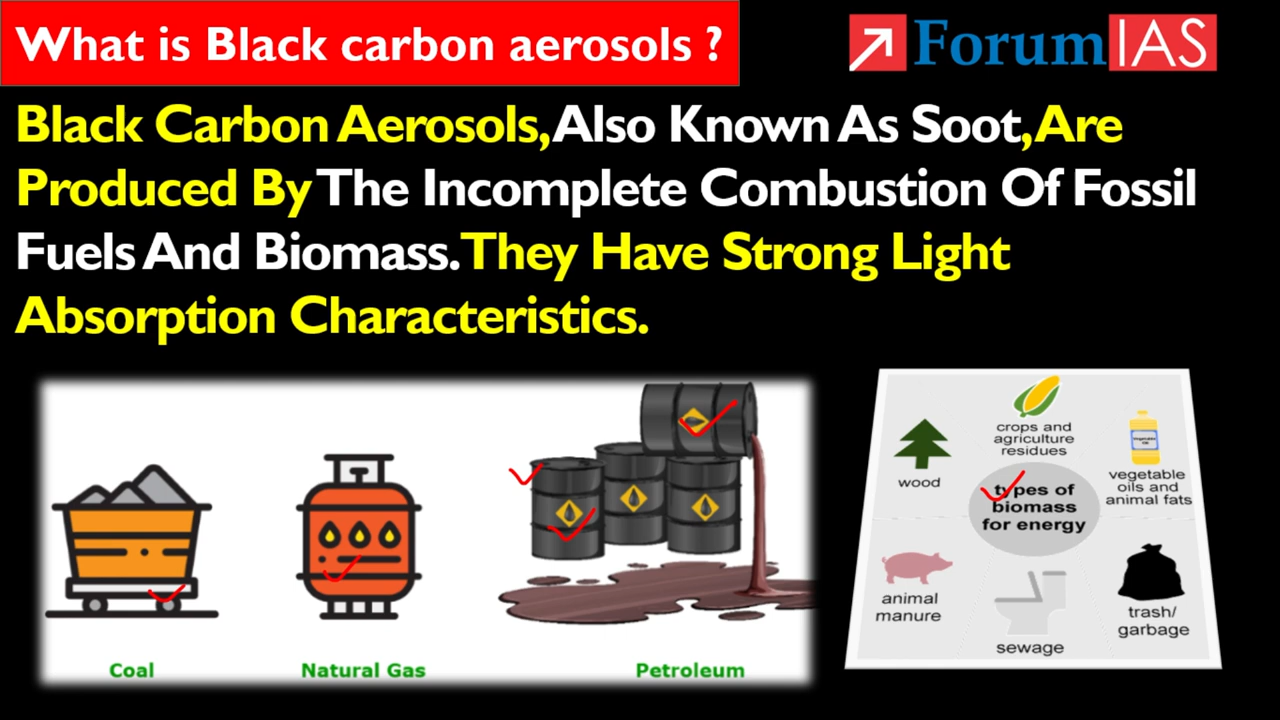 What is Black carbon aerosols ?
ForumIAS
Black Carbon Aerosols, Also Known As Soot, Are
Produced By The Incomplete Combustion Of Fossil
Fuels And Biomass. They Have Strong Light
Absorption Characteristics.
Coal
Natural Gas
Petroleum
crops and
agriculture
residues
wood
vegetable
oils and
animal fats
types of
biomass
for energy
animal
manure
sewage
trash/
garbage